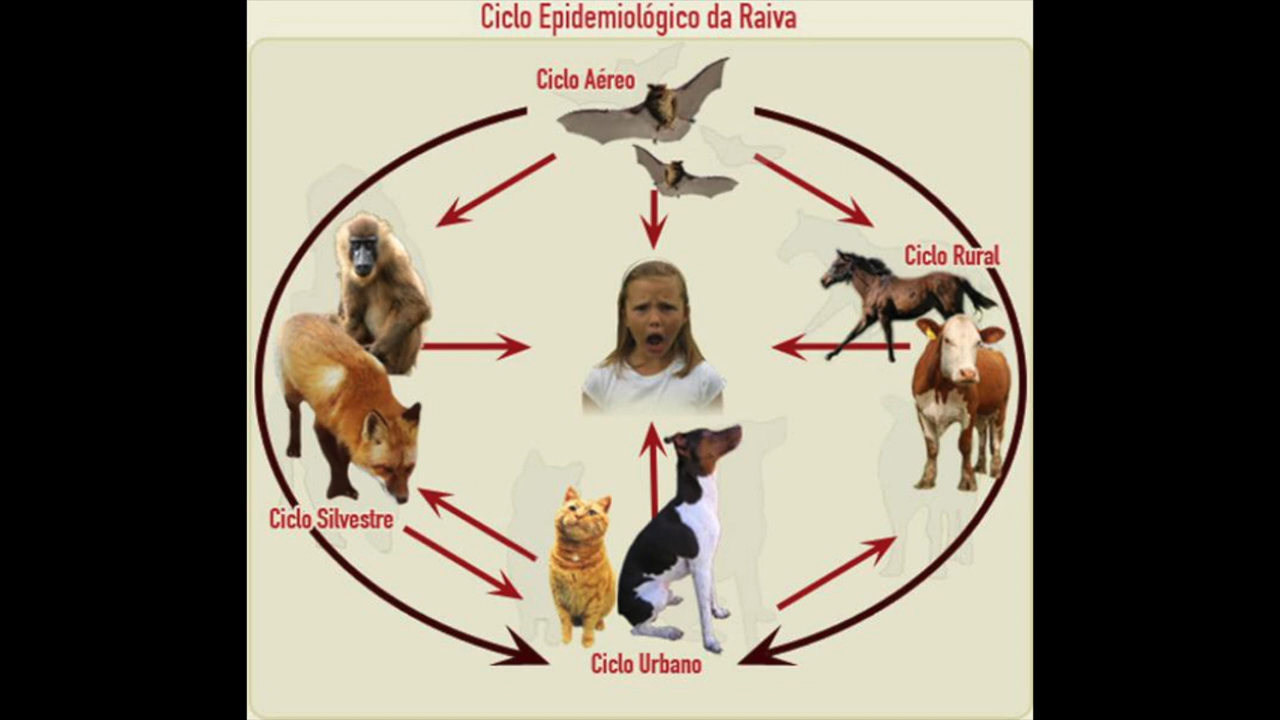 Ciclo Epidemiológico da Raiva
Ciclo Aéreo
Ciclo Rural
Ciclo Silvestre
Ciclo Urbano